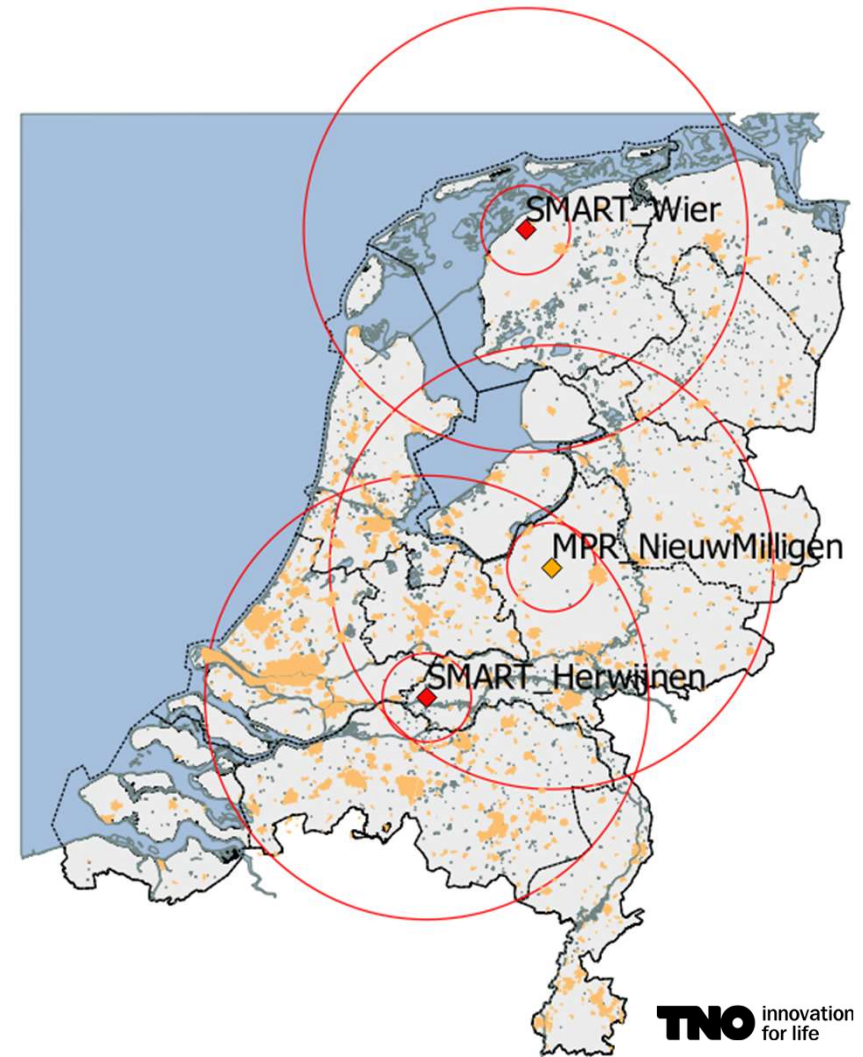 SMART_Wier
MPR_NieuwMilligen
SMART_Herwijnen
TNO innovation
for life